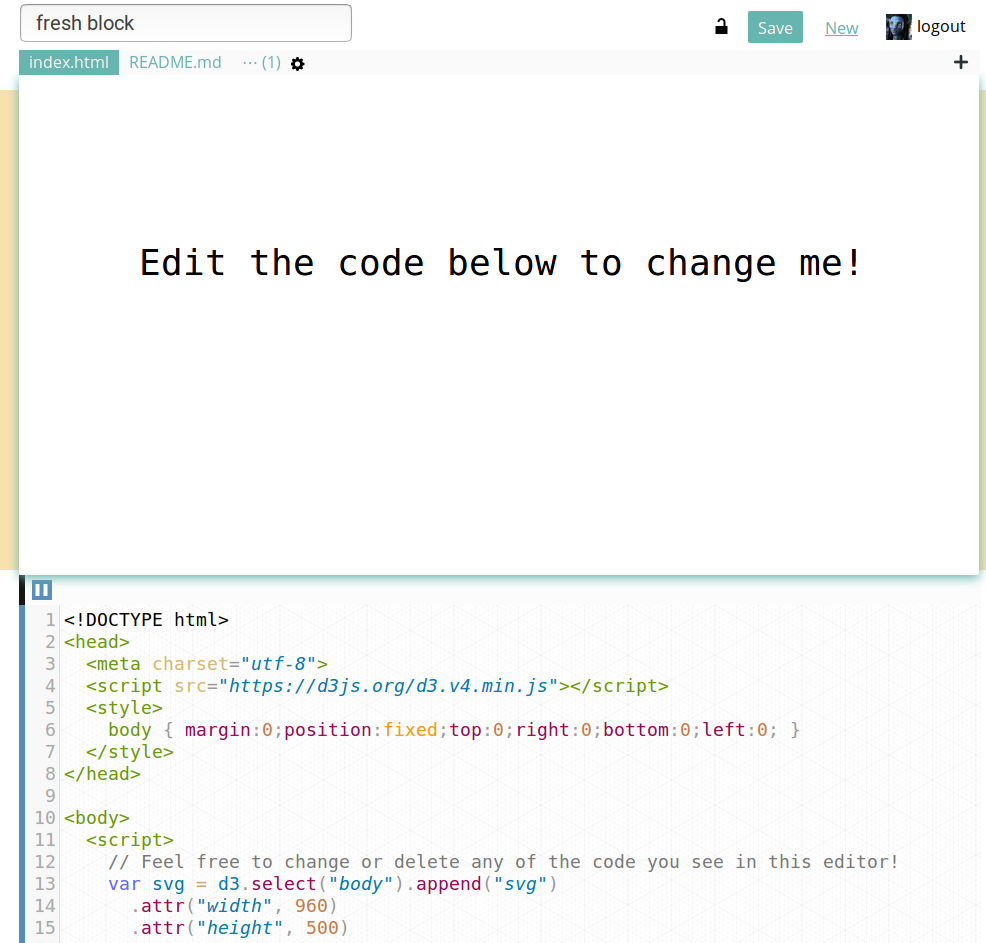 fresh block
Save New logout
index.html README.md ··· (1) +
Edit the code below to change me!
1 <!DOCTYPE html>
2 <head>
3   <meta charset="utf-8">
4   <script src="https://d3js.org/d3.v4.min.js"></script>
5   <style>
6     body { margin:0;position:fixed;top:0;right:0;bottom:0;left:0; }
7   </style>
8 </head>
9
10 <body>
11   <script>
12     // Feel free to change or delete any of the code you see in this editor!
13     var svg = d3.select("body").append("svg")
14       .attr("width", 960)
15       .attr("height", 500)